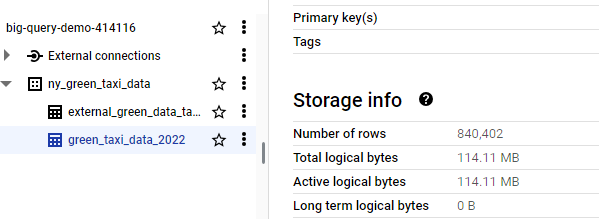 big-query-demo-414116
External connections
ny_green_taxi_data
external_green_data_ta...
green_taxi_data_2022
Primary key(s)
Tags
Storage info
Number of rows 840,402
Total logical bytes 114.11 MB
Active logical bytes 114.11 MB
Long term logical bytes 0 B